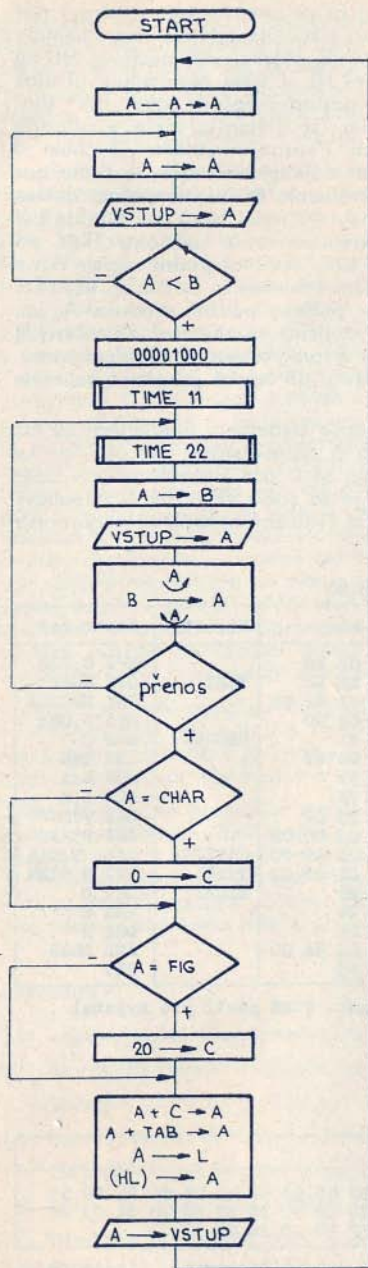 START
A — A → A
A → A
VSTUP → A
A < B
+
00001000
TIME 11
TIME 22
A → B
VSTUP → A
A
B → A
A
přenos
−
+
A = CHAR
−
+
0 → C
A = FIG
−
+
20 → C
A + C → A
A + TAB → A
A → L
(HL) → A
A → VSTUP